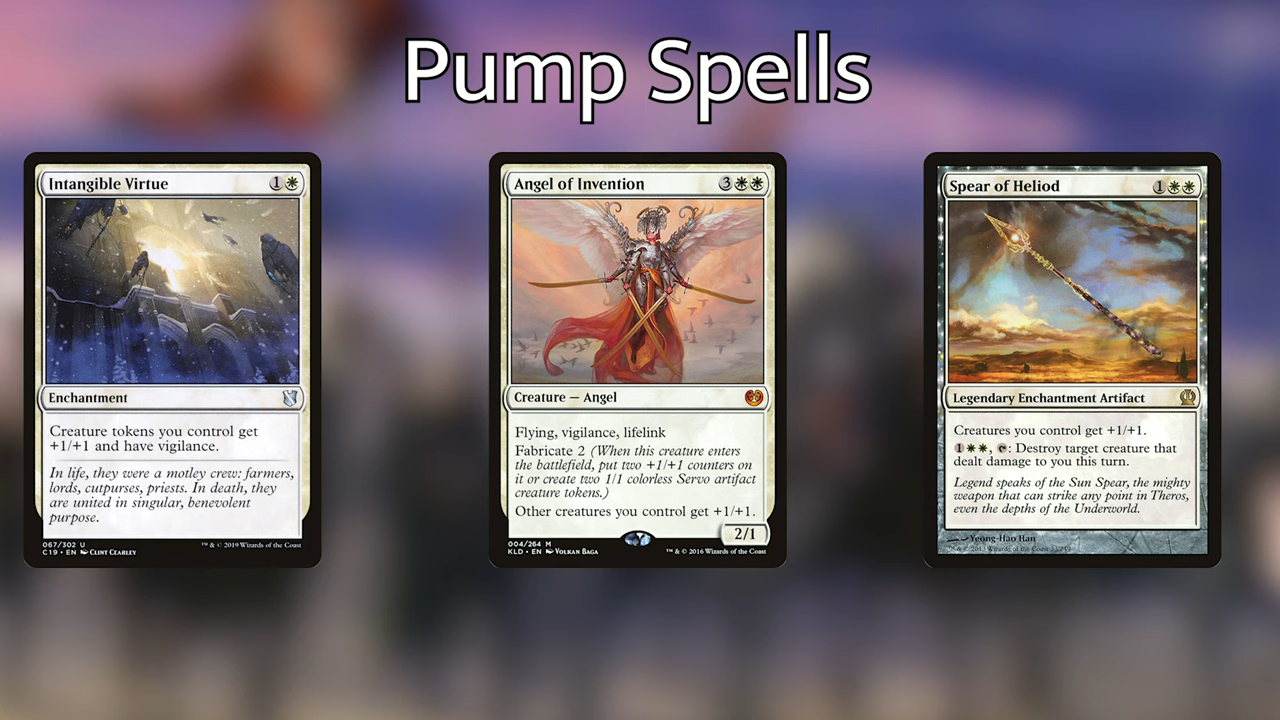 Pump Spells
Intangible Virtue 1
Enchantment
Creature tokens you control get
+1/+1 and have vigilance.
In life, they were a motley crew: farmers,
lords, cutpurses, priests. In death, they
are united in singular, benevolent
purpose.
067/302 U
C19 • EN Clint Cearley
™ & © 2019 Wizards of the Coast
Angel of Invention 3
Creature — Angel
Flying, vigilance, lifelink
Fabricate 2 (When this creature enters
the battlefield, put two +1/+1 counters on
it or create two 1/1 colorless Servo artifact
creature tokens.)
Other creatures you control get +1/+1.
2/1
004/264 M
KLD • EN Volkan Baga
™ & © 2016 Wizards of the Coast
Spear of Heliod 1
Legendary Enchantment Artifact
Creatures you control get +1/+1.
1, : Destroy target creature that
dealt damage to you this turn.
Legend speaks of the Sun Spear, the mighty
weapon that can strike any point in Theros,
even the depths of the Underworld.
Yeong-Hao Han
Wizards of the Coast